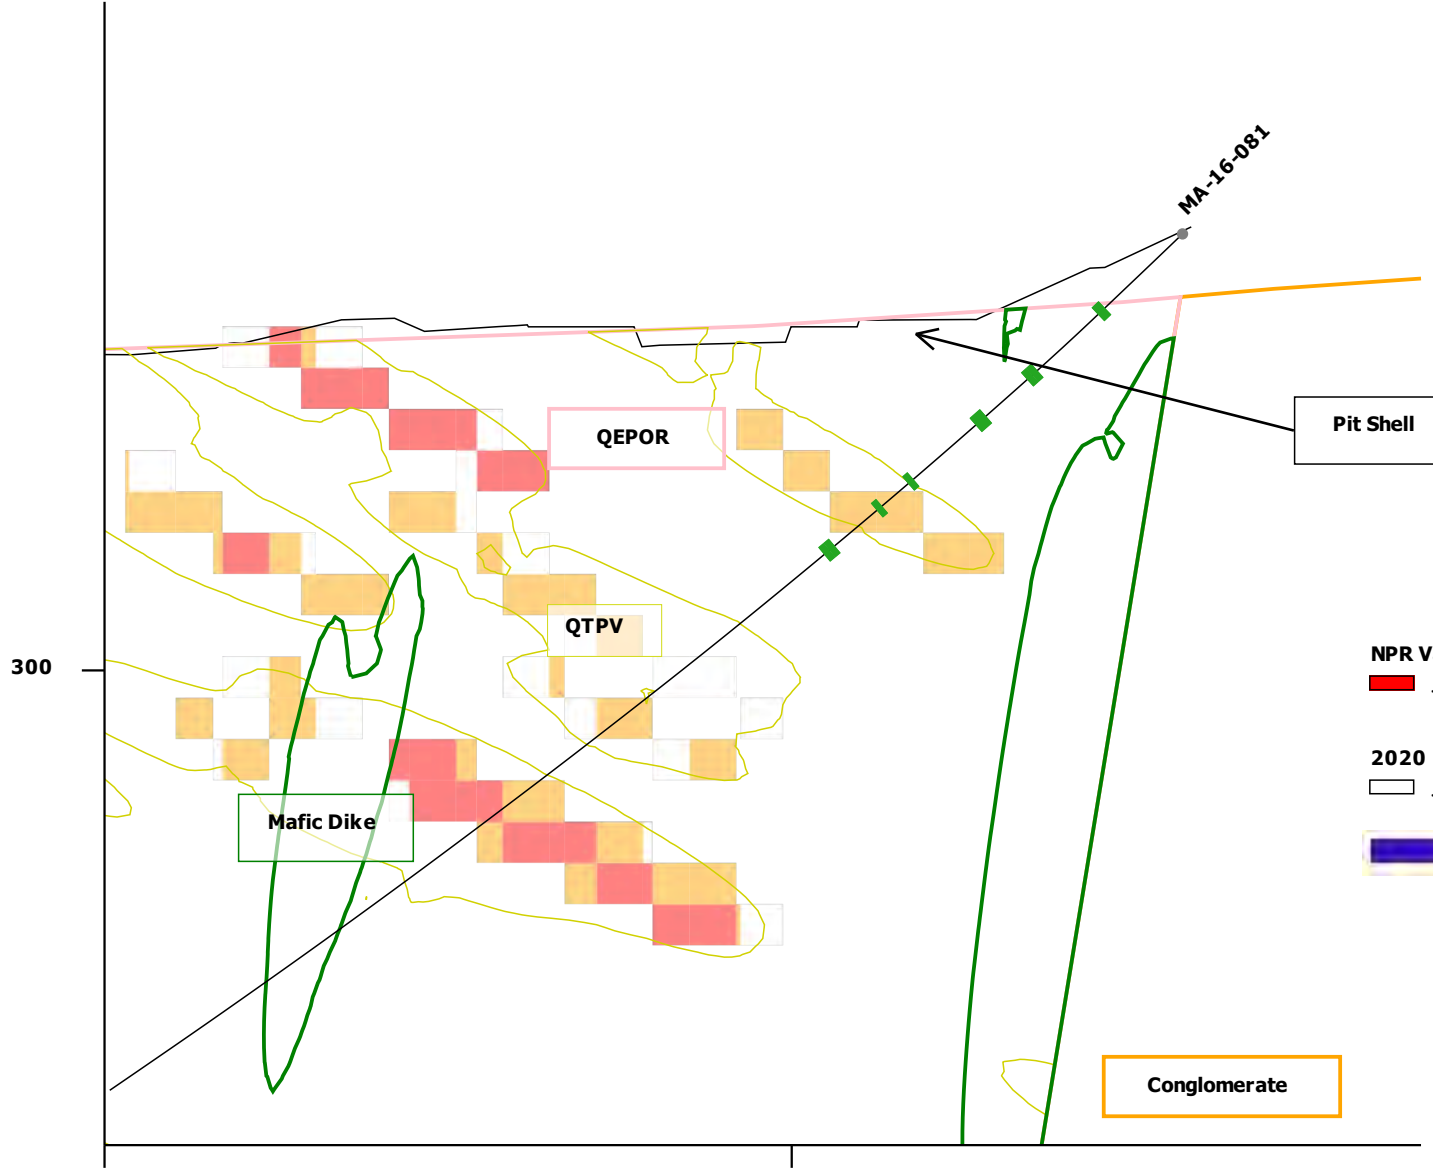 MA-16-081
Pit Shell
QEPOR
QTPV
300
NPR V
2020
Mafic Dike
Conglomerate